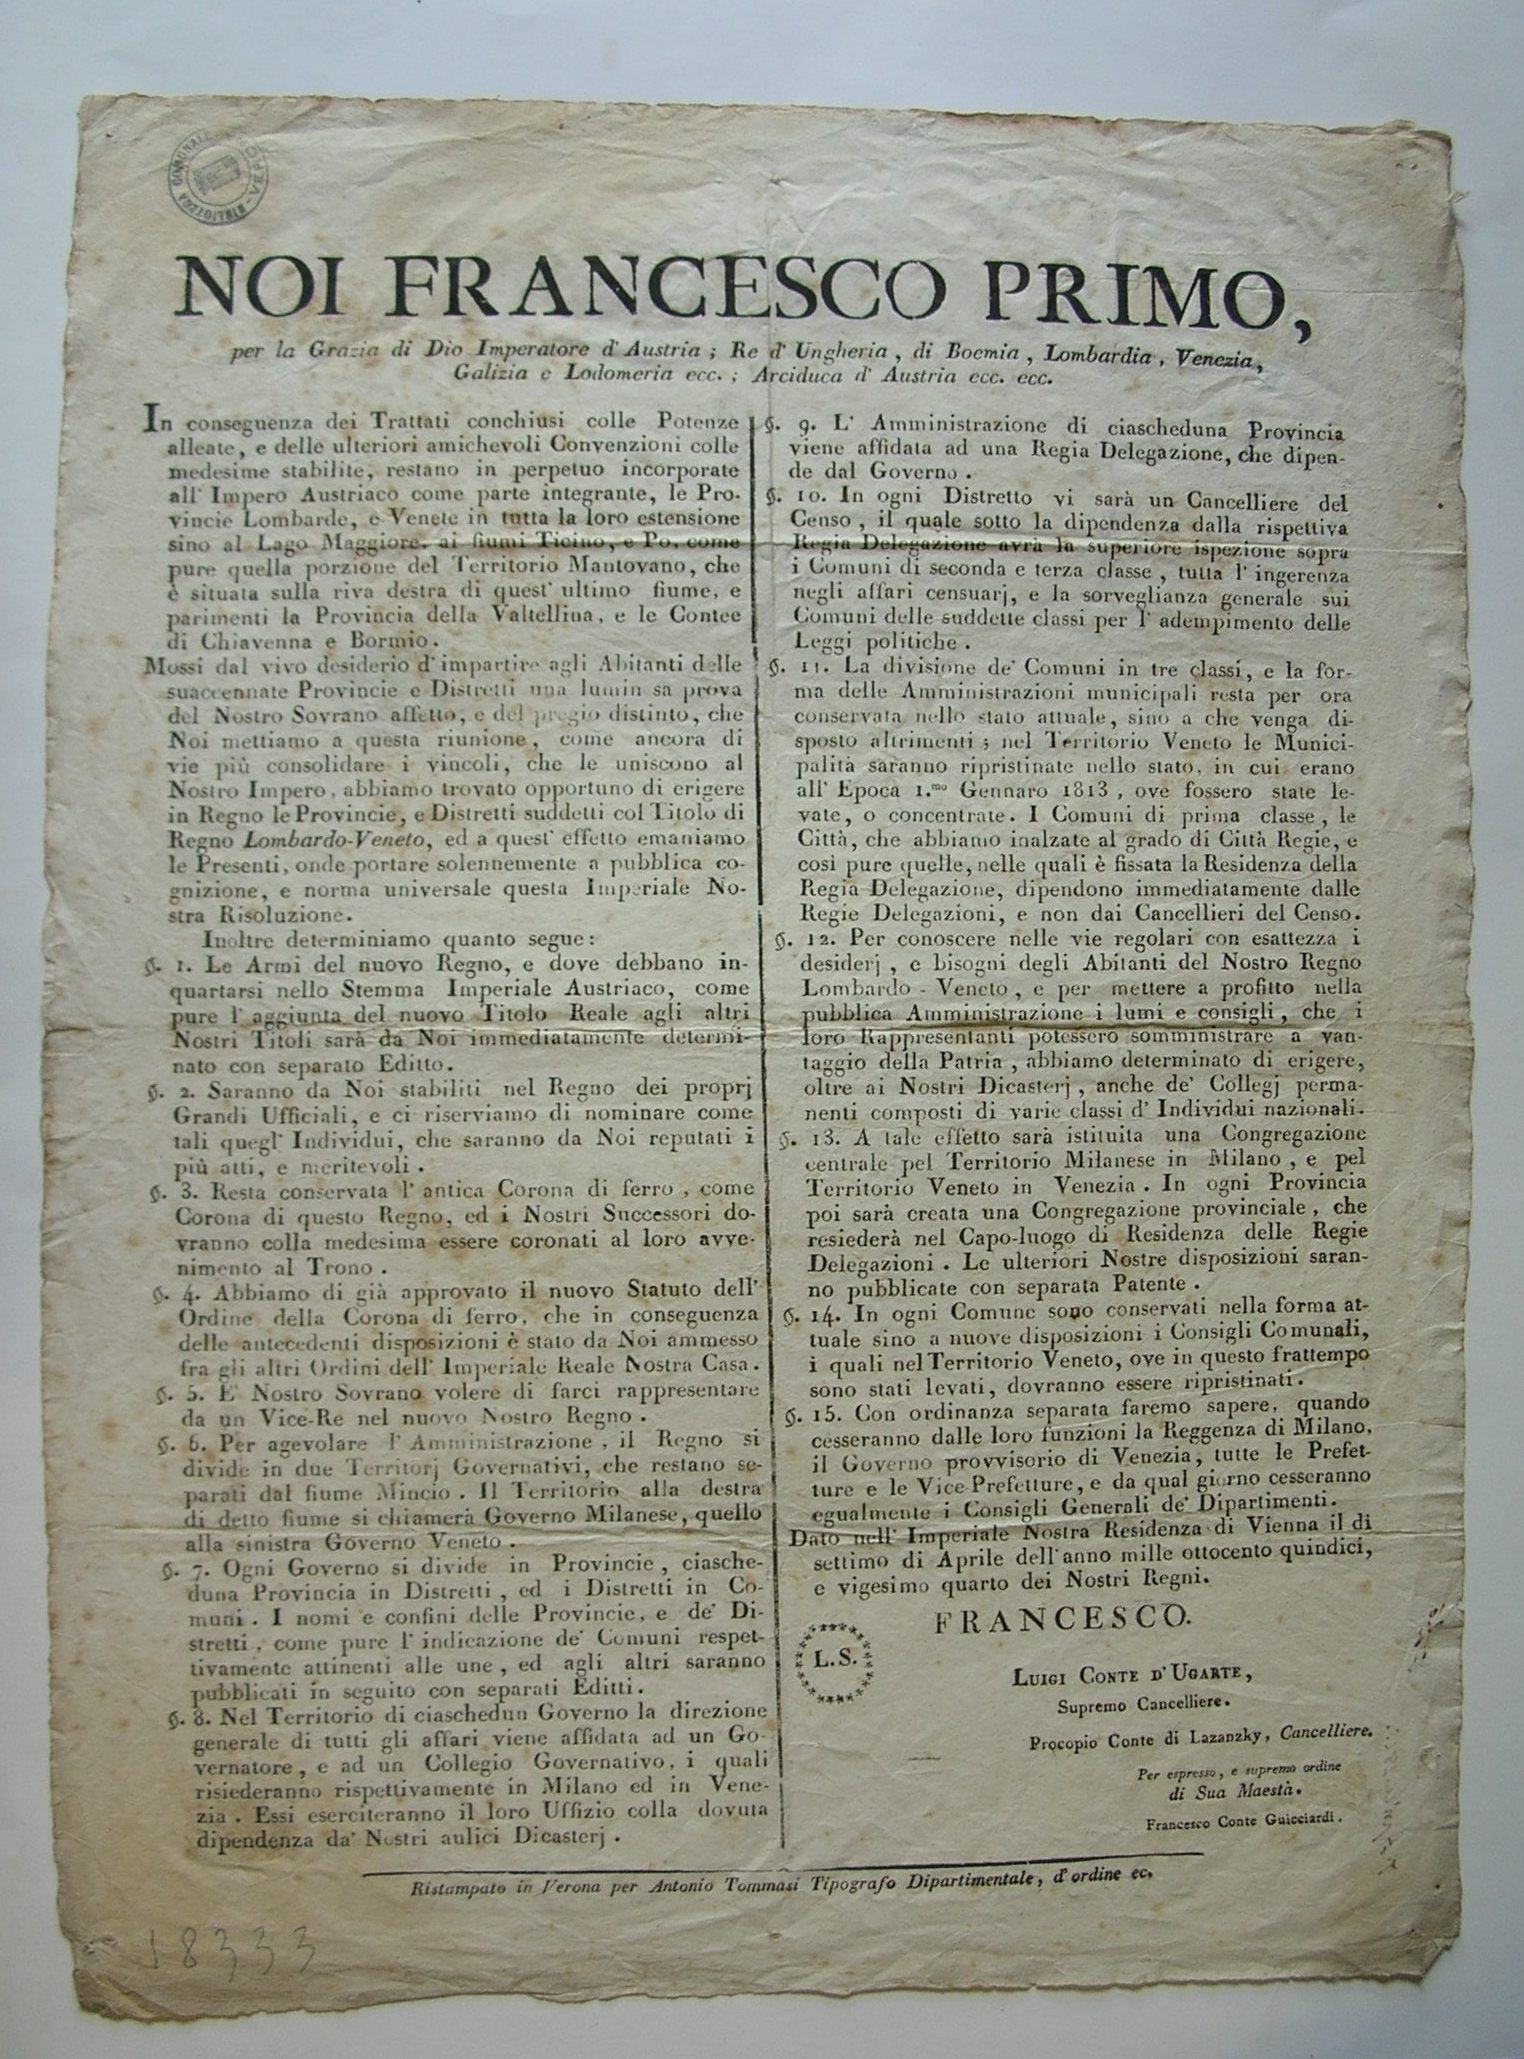 BIBLIOTECA COMUNALE VERONA
NOI FRANCESCO PRIMO,
per la Grazia di Dio Imperatore d'Austria; Re d'Ungheria, di Boemia, Lombardia, Venezia,
Galizia e Lodomeria ecc.; Arciduca d'Austria ecc. ecc.
In conseguenza dei Trattati conchiusi colle Potenze
alleate, e delle ulteriori amichevoli Convenzioni colle
medesime stabilite, restano in perpetuo incorporate
all'Impero Austriaco come parte integrante, le Pro-
vincie Lombarde, e Venete in tutta la loro estensione
sino al Lago Maggiore, ai fiumi Ticino, e Po, come
pure quella porzione del Territorio Mantovano, che
è situata sulla riva destra di quest' ultimo fiume, e
parimenti la Provincia della Valtellina, e le Contee
di Chiavenna e Bormio.
Mossi dal vivo desiderio d'impartire agli Abitanti delle
suaccennate Provincie e Distretti una lumin sa prova
del Nostro Sovrano affetto, e del pregio distinto, che
Noi mettiamo a questa riunione, come ancora di
vie più consolidare i vincoli, che le uniscono al
Nostro Impero, abbiamo trovato opportuno di erigere
in Regno le Provincie, e Distretti suddetti col Titolo di
Regno Lombardo-Veneto, ed a quest' effetto emaniamo
le Presenti, onde portare solennemente a pubblica co-
gnizione, e norma universale questa Imperiale No-
stra Risoluzione.
Inoltre determiniamo quanto segue:
§. 1. Le Armi del nuovo Regno, e dove debbano in-
quartarsi nello Stemma Imperiale Austriaco, come
pure l'aggiunta del nuovo Titolo Reale agli altri
Nostri Titoli sarà da Noi immediatamente determi-
nato con separato Editto.
§. 2. Saranno da Noi stabiliti nel Regno dei proprj
Grandi Ufficiali, e ci riserviamo di nominare come
tali quegl' Individui, che saranno da Noi reputati i
più atti, e meritevoli.
§. 3. Resta conservata l'antica Corona di ferro, come
Corona di questo Regno, ed i Nostri Successori do-
vranno colla medesima essere coronati al loro avve-
nimento al Trono.
§. 4. Abbiamo di già approvato il nuovo Statuto dell'
Ordine della Corona di ferro, che in conseguenza
delle antecedenti disposizioni è stato da Noi ammesso
fra gli altri Ordini dell' Imperiale Reale Nostra Casa.
§. 5. E' Nostro Sovrano volere di farci rappresentare
da un Vice-Re nel nuovo Nostro Regno.
§. 6. Per agevolare l'Amministrazione, il Regno si
divide in due Territorj Governativi, che restano se-
parati dal fiume Mincio. Il Territorio alla destra
di detto fiume si chiamerà Governo Milanese, quello
alla sinistra Governo Veneto.
§. 7. Ogni Governo si divide in Provincie, ciasche-
duna Provincia in Distretti, ed i Distretti in Co-
muni. I nomi e confini delle Provincie, e de' Di-
stretti, come pure l'indicazione de' Comuni respet-
tivamente attinenti alle une, ed agli altri saranno
pubblicati in seguito con separati Editti.
§. 8. Nel Territorio di ciaschedun Governo la direzione
generale di tutti gli affari viene affidata ad un Go-
vernatore, e ad un Collegio Governativo, i quali
risiederanno rispettivamente in Milano ed in Vene-
zia. Essi eserciteranno il loro Uffizio colla dovuta
dipendenza da' Nostri aulici Dicasterj.
§. 9. L' Amministrazione di ciascheduna Provincia
viene affidata ad una Regia Delegazione, che dipen-
de dal Governo.
§. 10. In ogni Distretto vi sarà un Cancelliere del
Censo, il quale sotto la dipendenza dalla rispettiva
Regia Delegazione avrà la superiore ispezione sopra
i Comuni di seconda e terza classe, tutta l'ingerenza
negli affari censuarj, e la sorveglianza generale sui
Comuni delle suddette classi per l'adempimento delle
Leggi politiche.
§. 11. La divisione de' Comuni in tre classi, e la for-
ma delle Amministrazioni municipali resta per ora
conservata nello stato attuale, sino a che venga di-
sposto altrimenti; nel Territorio Veneto le Munici-
palità saranno ripristinate nello stato, in cui erano
all' Epoca 1.mo Gennaro 1813, ove fossero state le-
vate, o concentrate. I Comuni di prima classe, le
Città, che abbiamo inalzate al grado di Città Regie, e
così pure quelle, nelle quali è fissata la Residenza della
Regia Delegazione, dipendono immediatamente dalle
Regie Delegazioni, e non dai Cancellieri del Censo.
§. 12. Per conoscere nelle vie regolari con esattezza i
desiderj, e bisogni degli Abitanti del Nostro Regno
Lombardo-Veneto, e per mettere a profitto nella
pubblica Amministrazione i lumi e consigli, che i
loro Rappresentanti potessero somministrare a van-
taggio della Patria, abbiamo determinato di erigere,
oltre ai Nostri Dicasterj, anche de' Collegj perma-
nenti composti di varie classi d'Individui nazionali.
§. 13. A tale effetto sarà istituita una Congregazione
centrale pel Territorio Milanese in Milano, e pel
Territorio Veneto in Venezia. In ogni Provincia
poi sarà creata una Congregazione provinciale, che
resiederà nel Capo-luogo di Residenza delle Regie
Delegazioni. Le ulteriori Nostre disposizioni saran-
no pubblicate con separata Patente.
§. 14. In ogni Comune sono conservati nella forma at-
tuale sino a nuove disposizioni i Consigli Comunali,
i quali nel Territorio Veneto, ove in questo frattempo
sono stati levati, dovranno essere ripristinati.
§. 15. Con ordinanza separata faremo sapere, quando
cesseranno dalle loro funzioni la Reggenza di Milano,
il Governo provvisorio di Venezia, tutte le Prefet-
ture e le Vice-Prefetture, e da qual giorno cesseranno
egualmente i Consigli Generali de' Dipartimenti.
Dato nell' Imperiale Nostra Residenza di Vienna il di
settimo di Aprile dell'anno mille ottocento quindici,
e vigesimo quarto dei Nostri Regni.
FRANCESCO.
L.S.
LUIGI CONTE D'UGARTE,
Supremo Cancelliere.
Procopio Conte di Lazanzky, Cancelliere.
Per espresso, e supremo ordine
di Sua Maestà.
Francesco Conte Guicciardi.
Ristampato in Verona per Antonio Tommasi Tipografo Dipartimentale, d'ordine ec.
18333